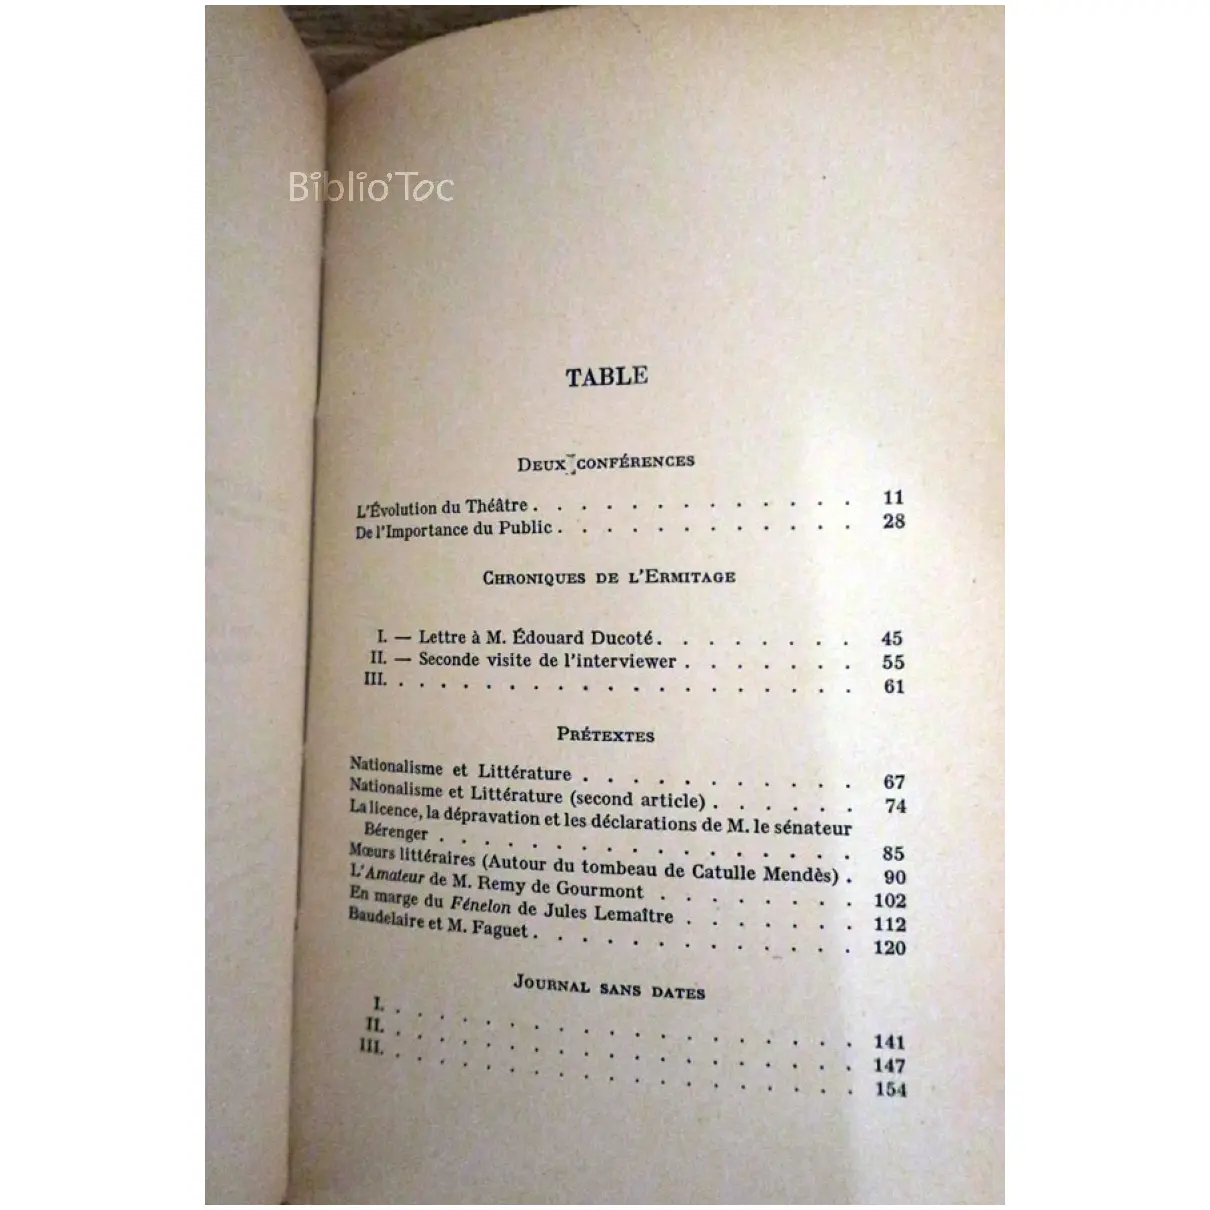 Biblio'Toc
TABLE
DEUX CONFÉRENCES
L'Évolution du Théâtre . . . . . . . . . . . . . 11
De l'Importance du Public . . . . . . . . . . . . 28
CHRONIQUES DE L'ERMITAGE
I. — Lettre à M. Édouard Ducoté. . . . . . . . 45
II. — Seconde visite de l'interviewer . . . . . . . 55
III. . . . . . . . . . . . . . . . . . 61
PRÉTEXTES
Nationalisme et Littérature . . . . . . . . . . . 67
Nationalisme et Littérature (second article) . . . . . . 74
La licence, la dépravation et les déclarations de M. le sénateur
Bérenger . . . . . . . . . . . . . . . 85
Mœurs littéraires (Autour du tombeau de Catulle Mendès) . 90
L'Amateur de M. Remy de Gourmont . . . . . . . . 102
En marge du Fénelon de Jules Lemaître . . . . . . . 112
Baudelaire et M. Faguet . . . . . . . . . . . . . 120
JOURNAL SANS DATES
I. . . . . . . . . . . . . . . . . . 141
II. . . . . . . . . . . . . . . . . . 147
III. . . . . . . . . . . . . . . . . . 154